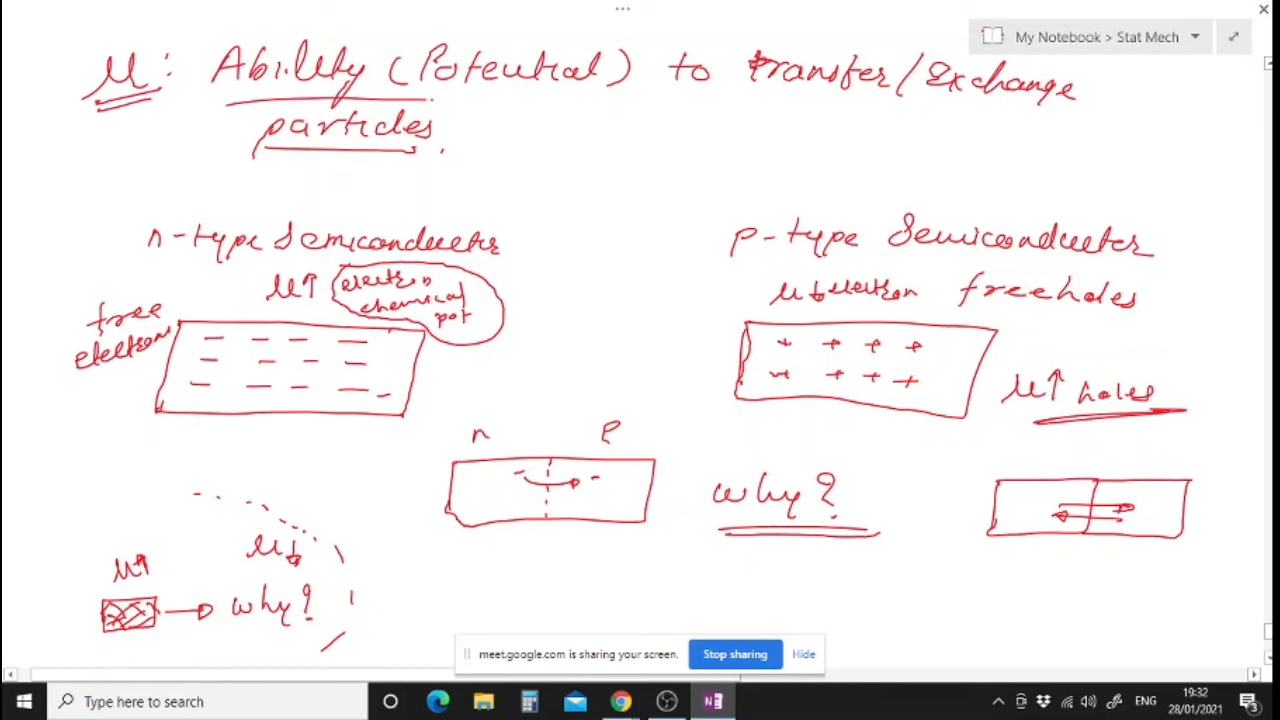 My Notebook > Stat Mech
μ : Ability (Potential) to transfer/Exchange
particles.
n-type Semiconductor
μ↑ electron
chemical
pot
free
electrons
p-type Semiconductor
μ↓ electron free holes
- - - -
- - - -
- - - - -
+ + + +
+ + + +
μ↑ holes
n P
- -
why?
μ↓
μ↑
why?
meet.google.com is sharing your screen. Stop sharing Hide
Type here to search
ENG
19:32
28/01/2021
3